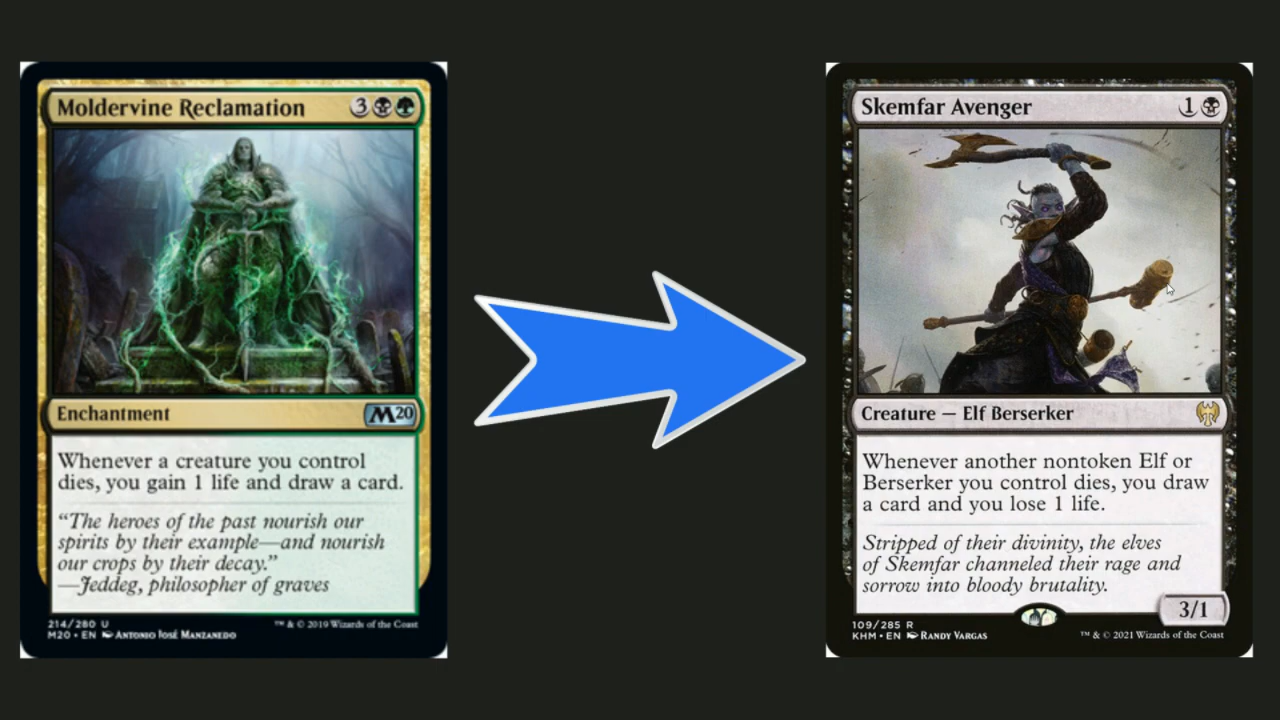 Moldervine Reclamation 3
Enchantment M20
Whenever a creature you control
dies, you gain 1 life and draw a card.
“The heroes of the past nourish our
spirits by their example—and nourish
our crops by their decay.”
—Jeddeg, philosopher of graves
214/280 U
M20 • EN Antonio José Manzanedo
™ & © 2019 Wizards of the Coast
Skemfar Avenger 1
Creature — Elf Berserker
Whenever another nontoken Elf or
Berserker you control dies, you draw
a card and you lose 1 life.
Stripped of their divinity, the elves
of Skemfar channeled their rage and
sorrow into bloody brutality.
3/1
109/285 R
KHM • EN Randy Vargas
™ & © 2021 Wizards of the Coast